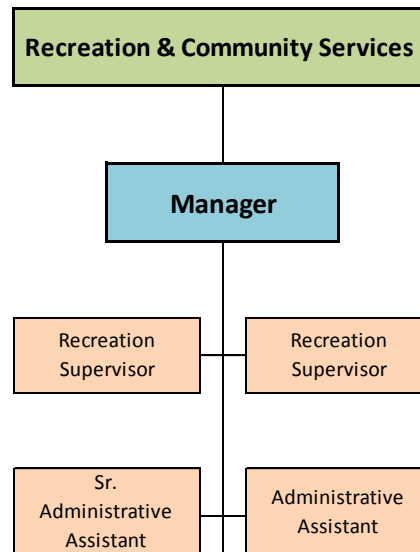 Recreation & Community Services
Manager
Recreation
Supervisor
Recreation
Supervisor
Sr.
Administrative
Assistant
Administrative
Assistant